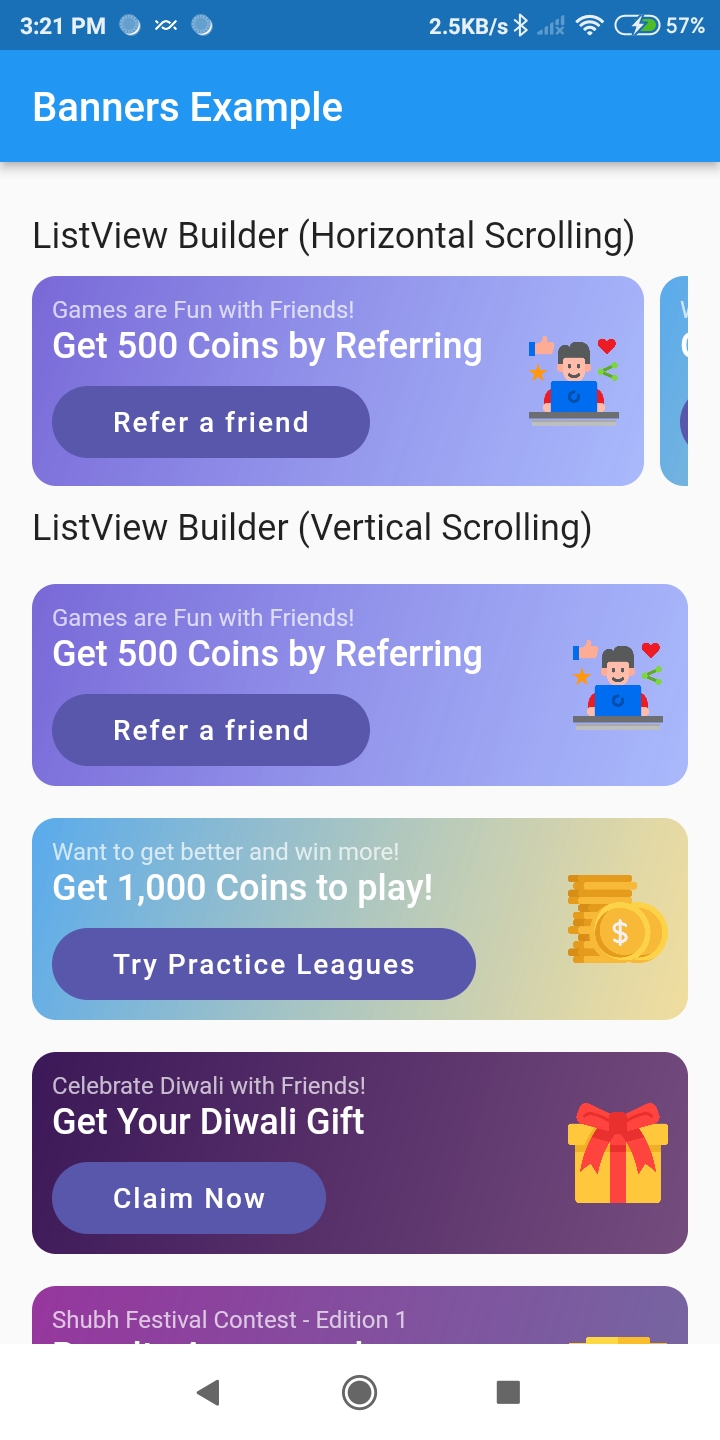 3:21 PM 2.5KB/s 57%
Banners Example
ListView Builder (Horizontal Scrolling)
Games are Fun with Friends!
Get 500 Coins by Referring
Refer a friend
ListView Builder (Vertical Scrolling)
Games are Fun with Friends!
Get 500 Coins by Referring
Refer a friend
Want to get better and win more!
Get 1,000 Coins to play!
Try Practice Leagues
$
Celebrate Diwali with Friends!
Get Your Diwali Gift
Claim Now
Shubh Festival Contest - Edition 1